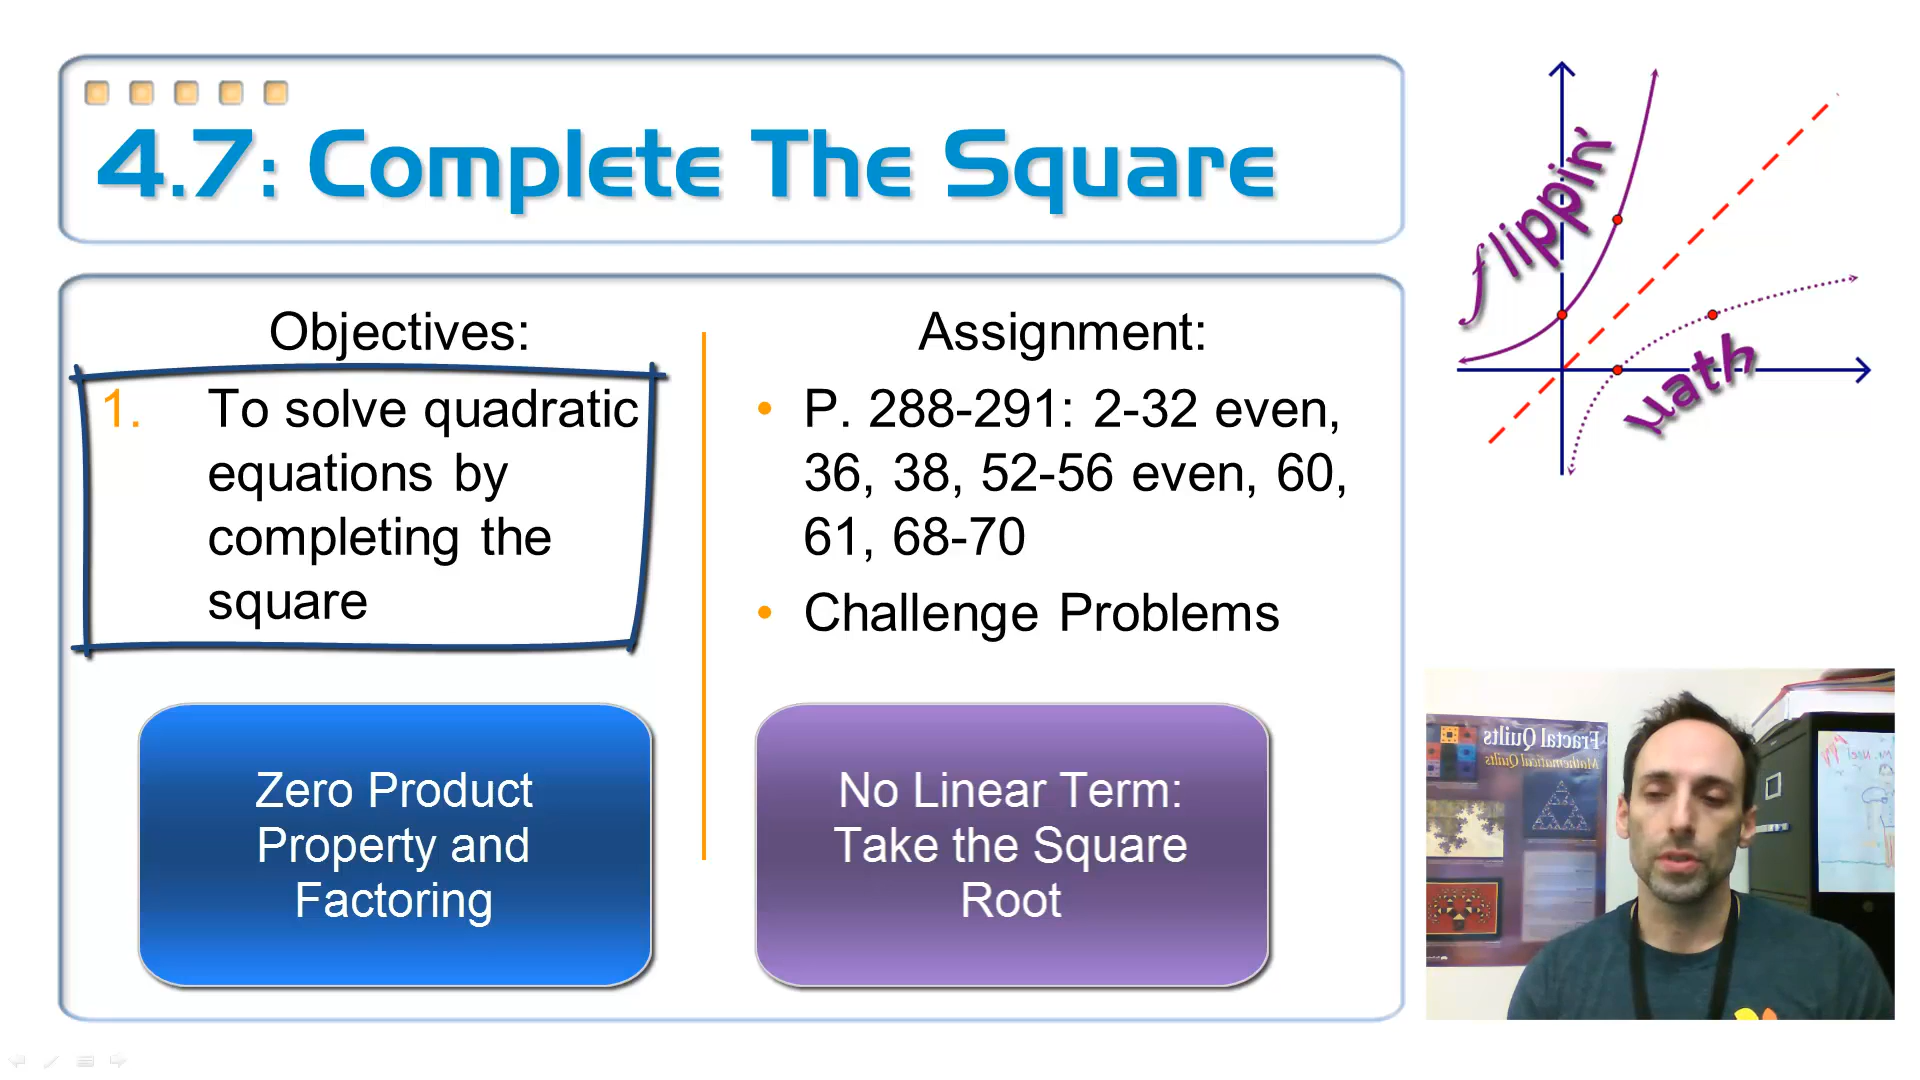 4.7: Complete The Square
Objectives:
1. To solve quadratic
equations by
completing the
square
Assignment:
• P. 288-291: 2-32 even,
36, 38, 52-56 even, 60,
61, 68-70
• Challenge Problems
Zero Product
Property and
Factoring
No Linear Term:
Take the Square
Root
flippin'
math
Fractal Quilts
Mathematical Quilts